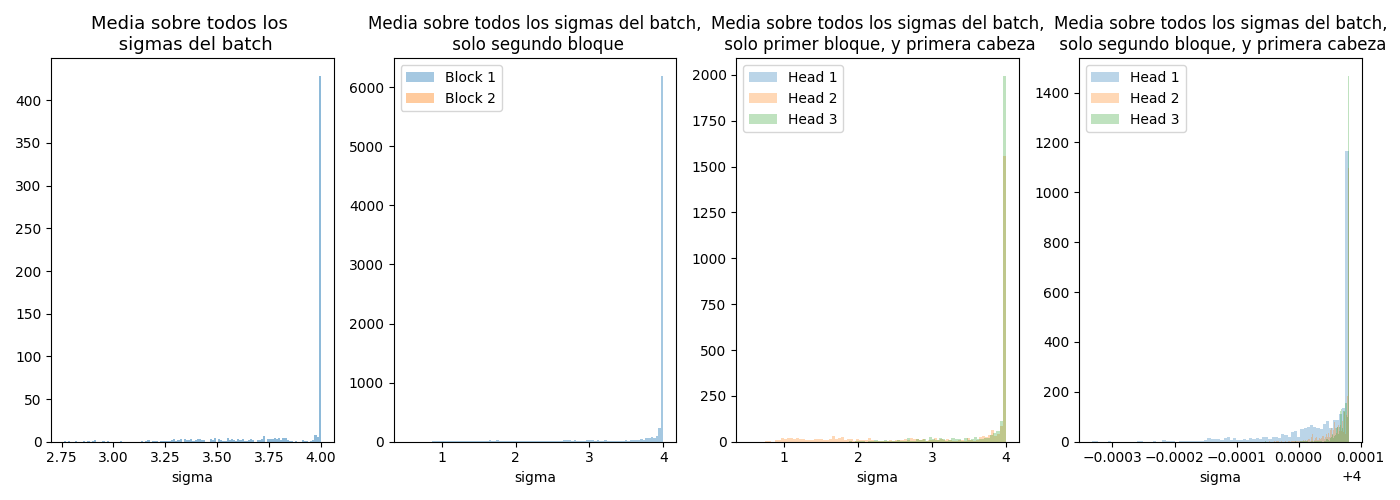 Media sobre todos los
sigmas del batch
400
350
300
250
200
150
100
50
0
2.75 3.00 3.25 3.50 3.75 4.00
sigma
Media sobre todos los sigmas del batch,
solo segundo bloque
Block 1
Block 2
6000
5000
4000
3000
2000
1000
0
1 2 3 4
sigma
Media sobre todos los sigmas del batch,
solo primer bloque, y primera cabeza
Head 1
Head 2
Head 3
2000
1750
1500
1250
1000
750
500
250
0
1 2 3 4
sigma
Media sobre todos los sigmas del batch,
solo segundo bloque, y primera cabeza
Head 1
Head 2
Head 3
1400
1200
1000
800
600
400
200
0
−0.0003 −0.0002 −0.0001 0.0000 0.0001
sigma
+4